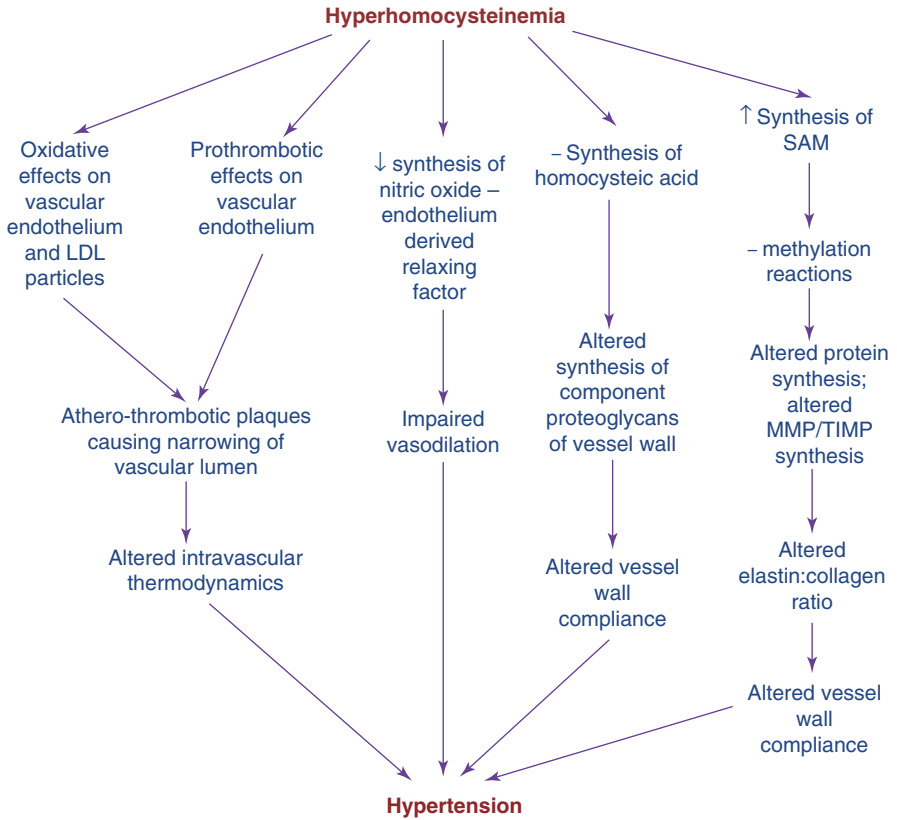 Hyperhomocysteinemia
Oxidative
effects on
vascular
endothelium
and LDL
particles
Prothrombotic
effects on
vascular
endothelium
↓ synthesis of
nitric oxide –
endothelium
derived
relaxing
factor
– Synthesis of
homocysteic acid
↑ Synthesis of
SAM
– methylation
reactions
Athero-thrombotic plaques
causing narrowing of
vascular lumen
Impaired
vasodilation
Altered
synthesis of
component
proteoglycans
of vessel wall
Altered protein
synthesis;
altered
MMP/TIMP
synthesis
Altered intravascular
thermodynamics
Altered vessel
wall
compliance
Altered
elastin:collagen
ratio
Altered vessel
wall
compliance
Hypertension